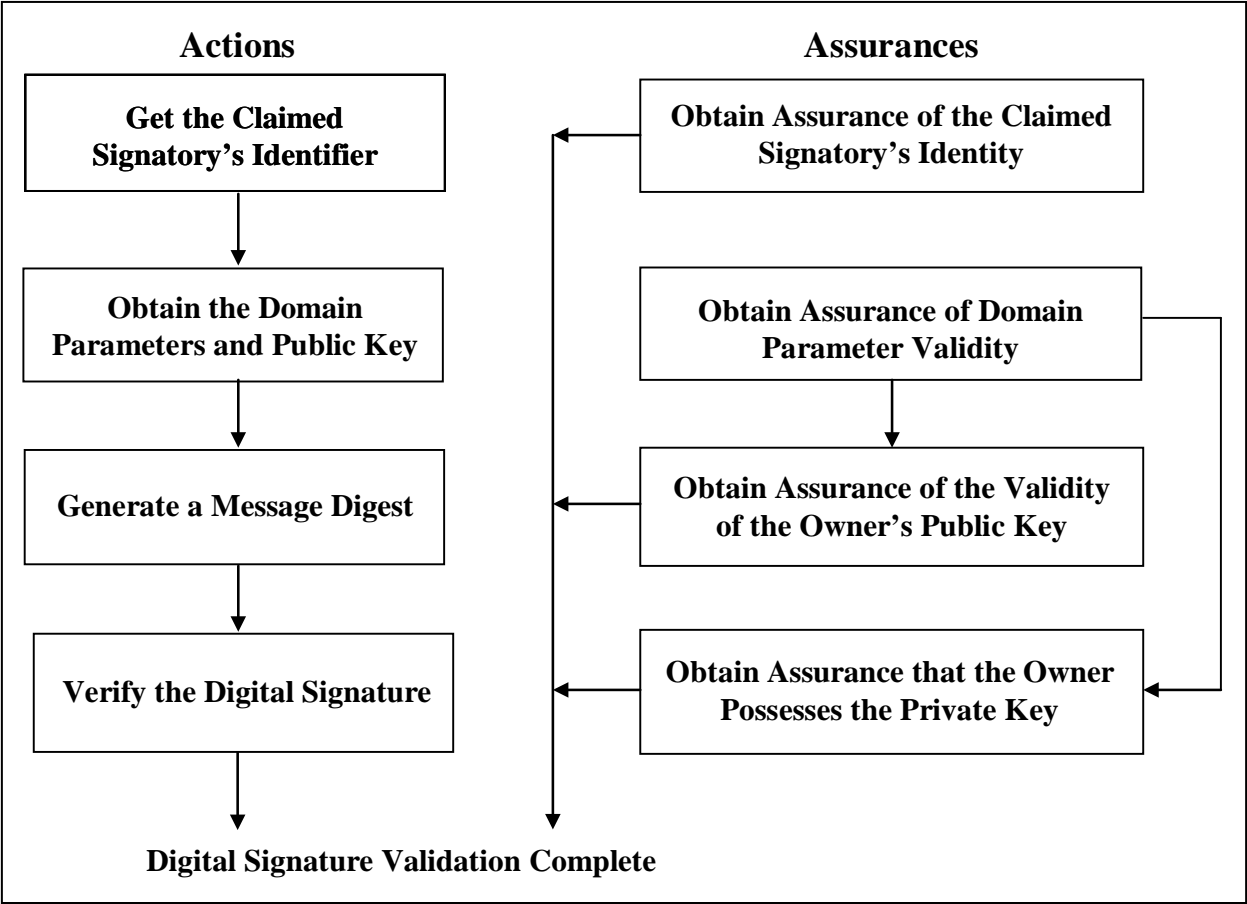 Actions
Get the Claimed
Signatory’s Identifier
Obtain the Domain
Parameters and Public Key
Generate a Message Digest
Verify the Digital Signature
Assurances
Obtain Assurance of the Claimed
Signatory’s Identity
Obtain Assurance of Domain
Parameter Validity
Obtain Assurance of the Validity
of the Owner’s Public Key
Obtain Assurance that the Owner
Possesses the Private Key
Digital Signature Validation Complete